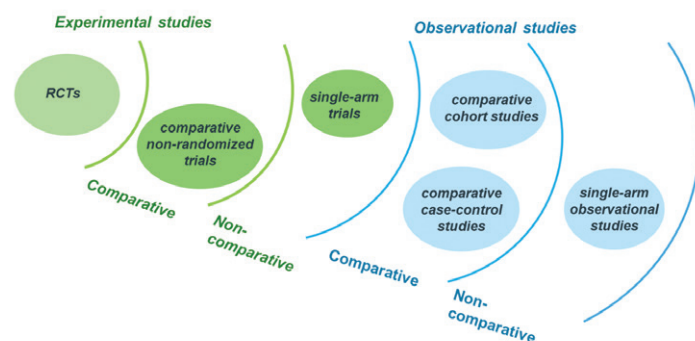 Experimental studies
Observational studies
RCTs
comparative
non-randomized
trials
single-arm
trials
comparative
cohort studies
comparative
case-control
studies
single-arm
observational
studies
Comparative
Non-
comparative
Comparative
Non-
comparative